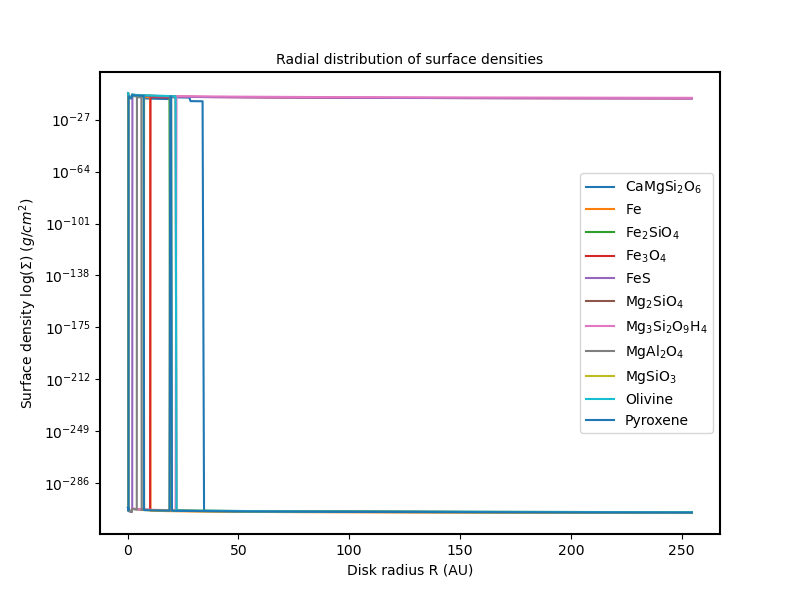 Radial distribution of surface densities
Surface density log(Σ) (g/cm²)
10⁻²⁷
10⁻⁶⁴
10⁻¹⁰¹
10⁻¹³⁸
10⁻¹⁷⁵
10⁻²¹²
10⁻²⁴⁹
10⁻²⁸⁶
CaMgSi₂O₆
Fe
Fe₂SiO₄
Fe₃O₄
FeS
Mg₂SiO₄
Mg₃Si₂O₉H₄
MgAl₂O₄
MgSiO₃
Olivine
Pyroxene
0 50 100 150 200 250
Disk radius R (AU)